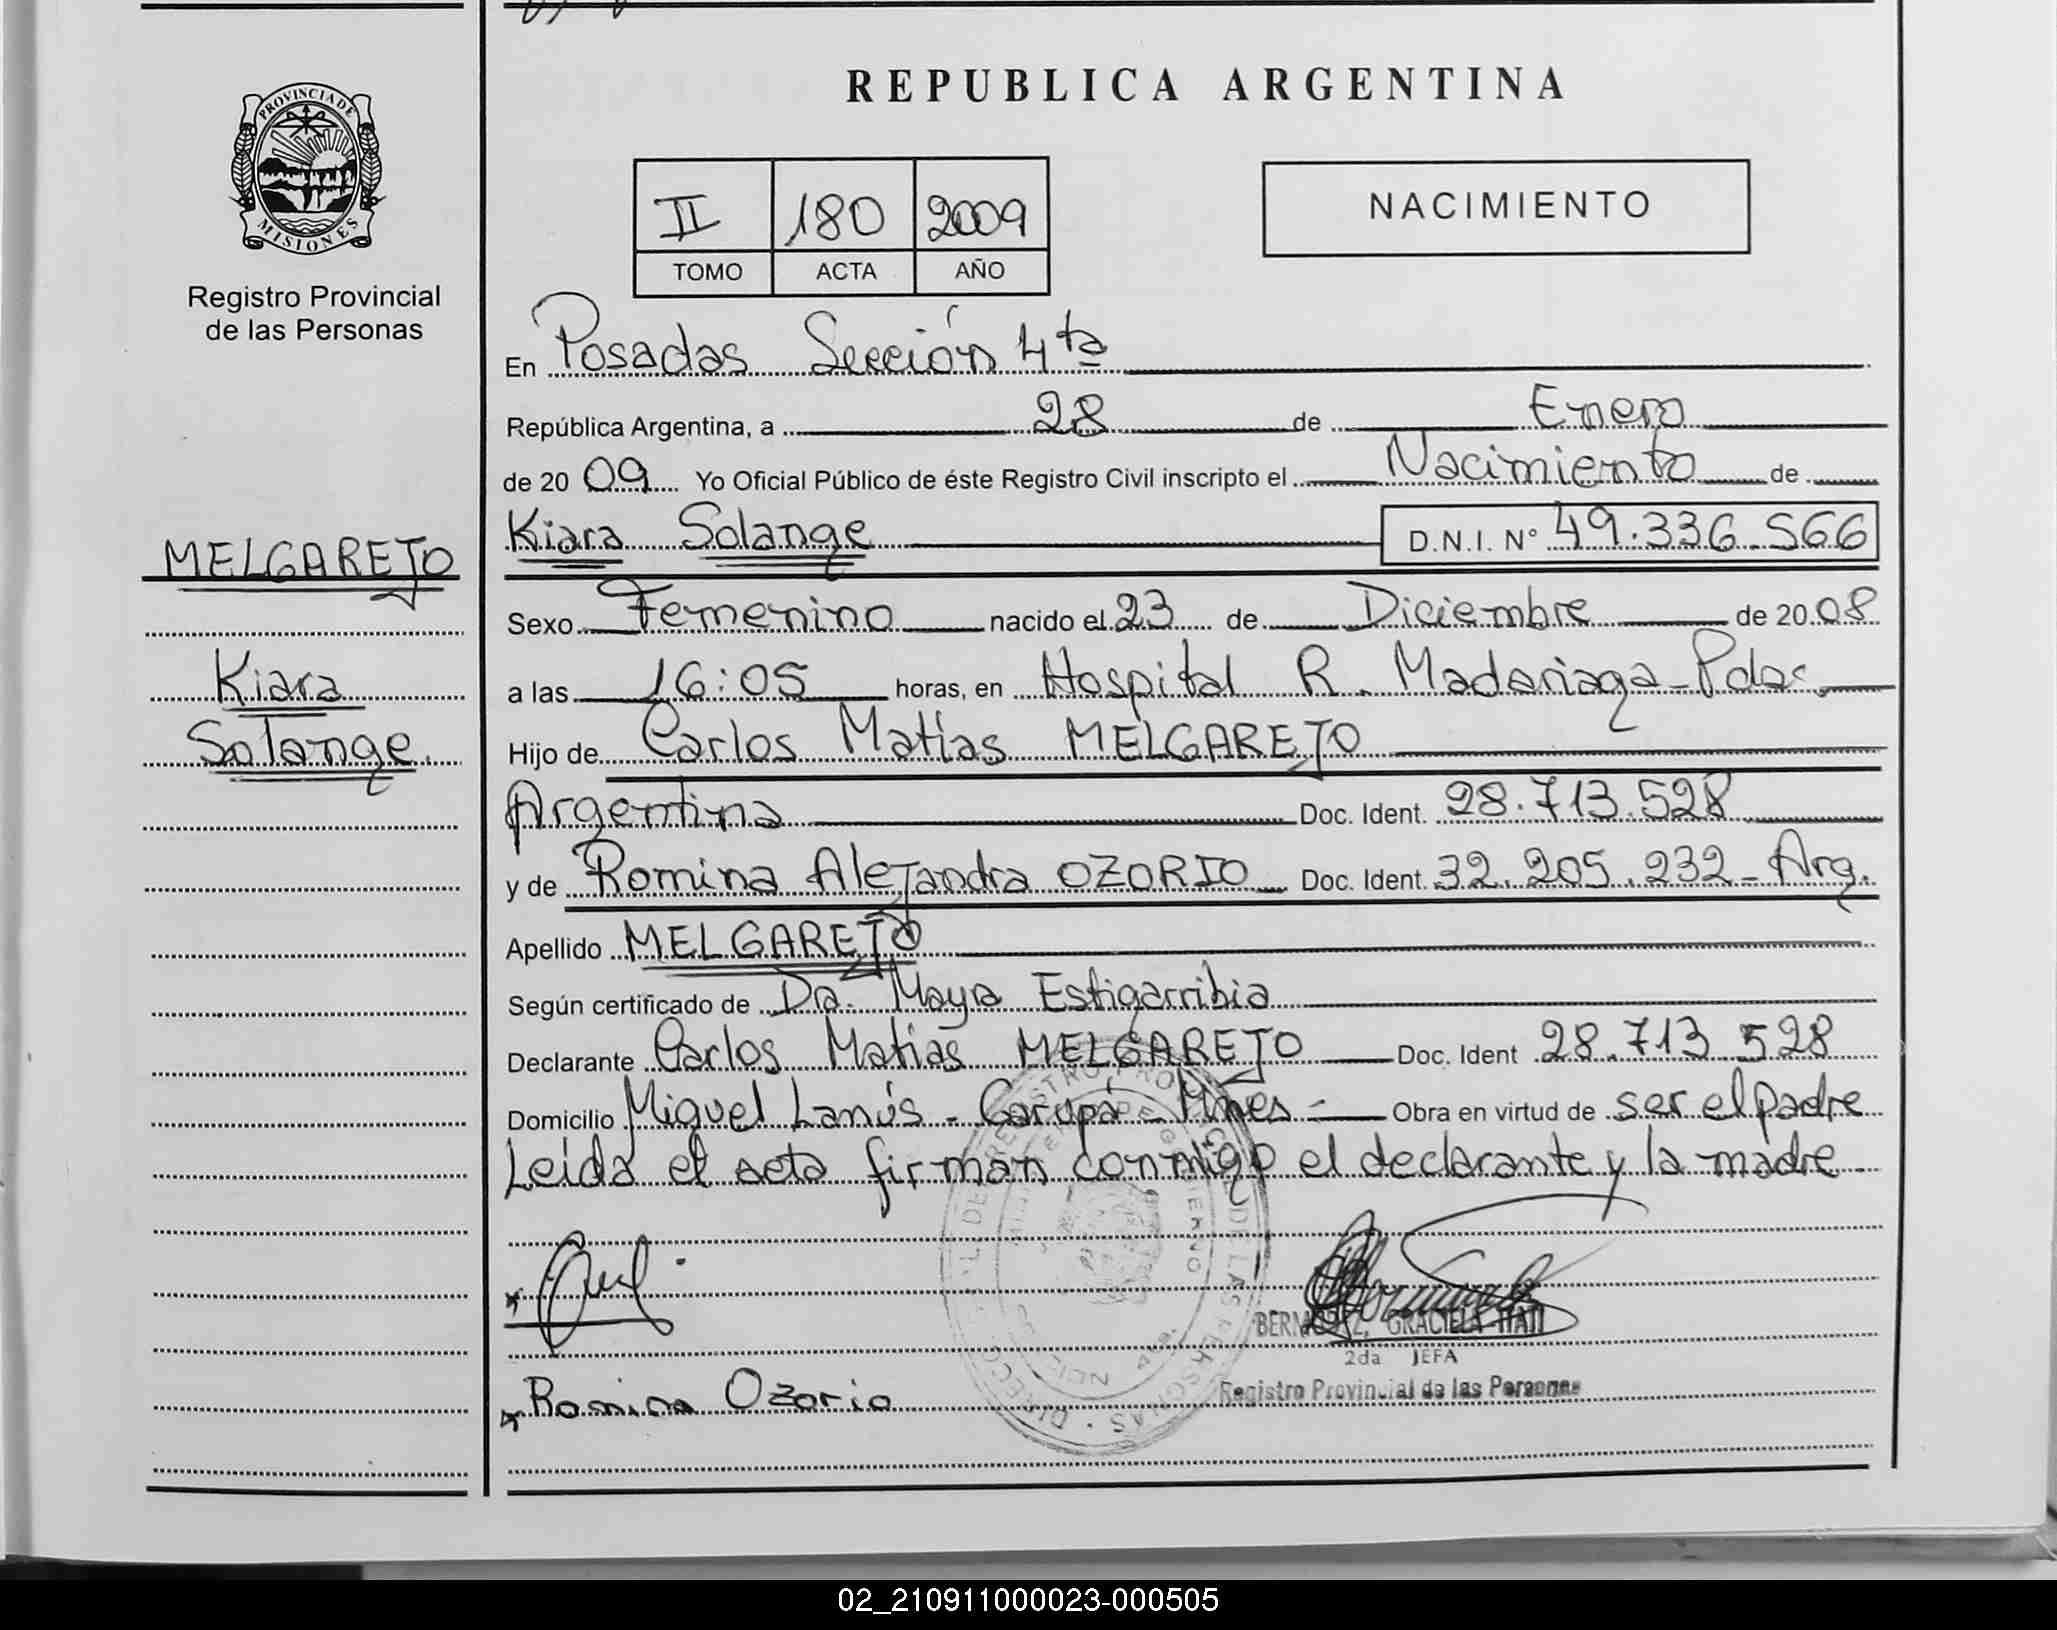 REPUBLICA ARGENTINA
PROVINCIA DE
MISIONES
Registro Provincial
de las Personas
II 180 2009
TOMO ACTA AÑO
NACIMIENTO
En Posadas Sección 4ta
República Argentina, a 28 de Enero
de 2009 Yo Oficial Público de éste Registro Civil inscripto el Nacimiento de
MELGAREJO
Kiara
Solange.
Kiara Solange D.N.I. N° 49.336.566
Sexo Femenino nacido el 23 de Diciembre de 2008
a las 16:05 horas, en Hospital R. Madariaga - Pdas.
Hijo de Carlos Matias MELGAREJO
Argentina Doc. Ident. 28.713.528
y de Romina Alejandra OZORIO Doc. Ident. 32.205.232 - Arg.
Apellido MELGAREJO
Según certificado de Dra. Mayra Estigarribia
Declarante Carlos Matias MELGAREJO Doc. Ident 28.713 528
Domicilio Miguel Lanús - Garupá - Mnes - Obra en virtud de ser el padre
Leida el acta firman conmigo el declarante y la madre
GRACIELA
2da JEFA
Registro Provincial de las Personas
Romina Ozorio
02_210911000023-000505